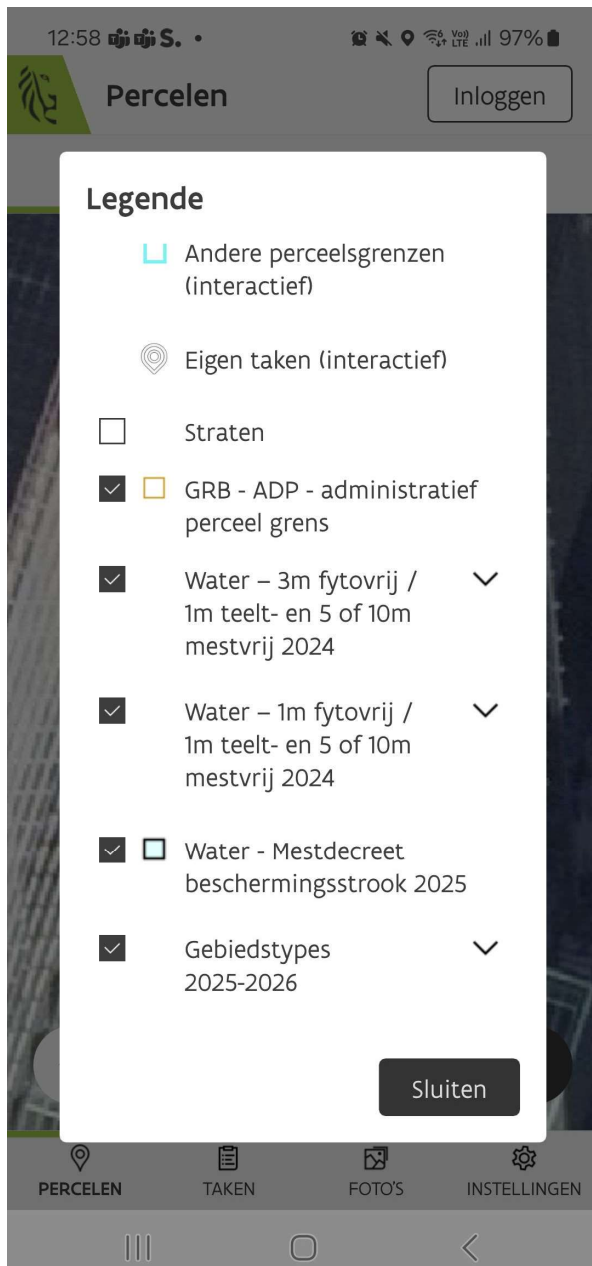 12:58 S. •
Vo)) LTE 97%
Percelen
Inloggen
Legende
Andere perceelsgrenzen
(interactief)
Eigen taken (interactief)
Straten
GRB - ADP - administratief
perceel grens
Water – 3m fytovrij /
1m teelt- en 5 of 10m
mestvrij 2024
Water – 1m fytovrij /
1m teelt- en 5 of 10m
mestvrij 2024
Water - Mestdecreet
beschermingsstrook 2025
Gebiedstypes
2025-2026
Sluiten
PERCELEN
TAKEN
FOTO'S
INSTELLINGEN